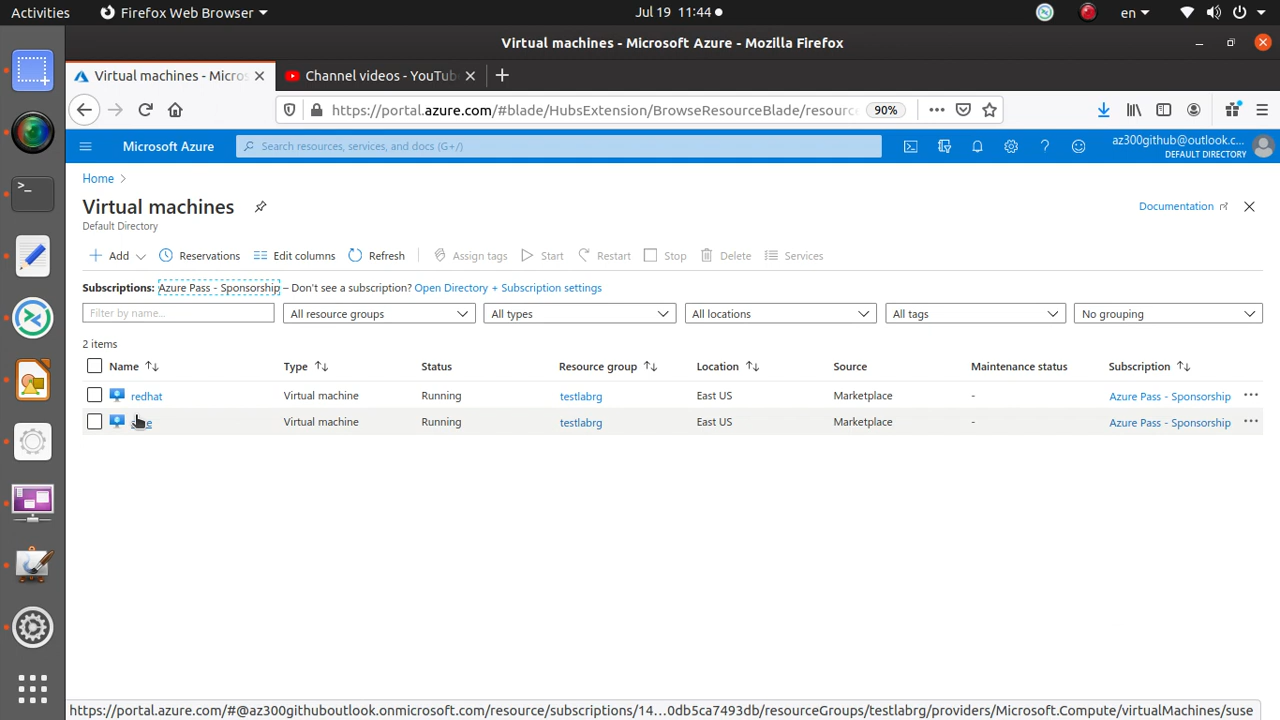 Activities Firefox Web Browser Jul 19 11:44 en
Virtual machines - Microsoft Azure - Mozilla Firefox
Virtual machines - Micros Channel videos - YouTub
https://portal.azure.com/#blade/HubsExtension/BrowseResourceBlade/resourc 90%
Microsoft Azure Search resources, services, and docs (G+/) az300github@outlook.c...
DEFAULT DIRECTORY
Home
Virtual machines Documentation
Default Directory
Add Reservations Edit columns Refresh Assign tags Start Restart Stop Delete Services
Subscriptions: Azure Pass - Sponsorship – Don't see a subscription? Open Directory + Subscription settings
Filter by name... All resource groups All types All locations All tags No grouping
2 items
Name Type Status Resource group Location Source Maintenance status Subscription
redhat Virtual machine Running testlabrg East US Marketplace - Azure Pass - Sponsorship
Virtual machine Running testlabrg East US Marketplace - Azure Pass - Sponsorship
https://portal.azure.com/#@az300githuboutlook.onmicrosoft.com/resource/subscriptions/14...0db5ca7493db/resourceGroups/testlabrg/providers/Microsoft.Compute/virtualMachines/suse